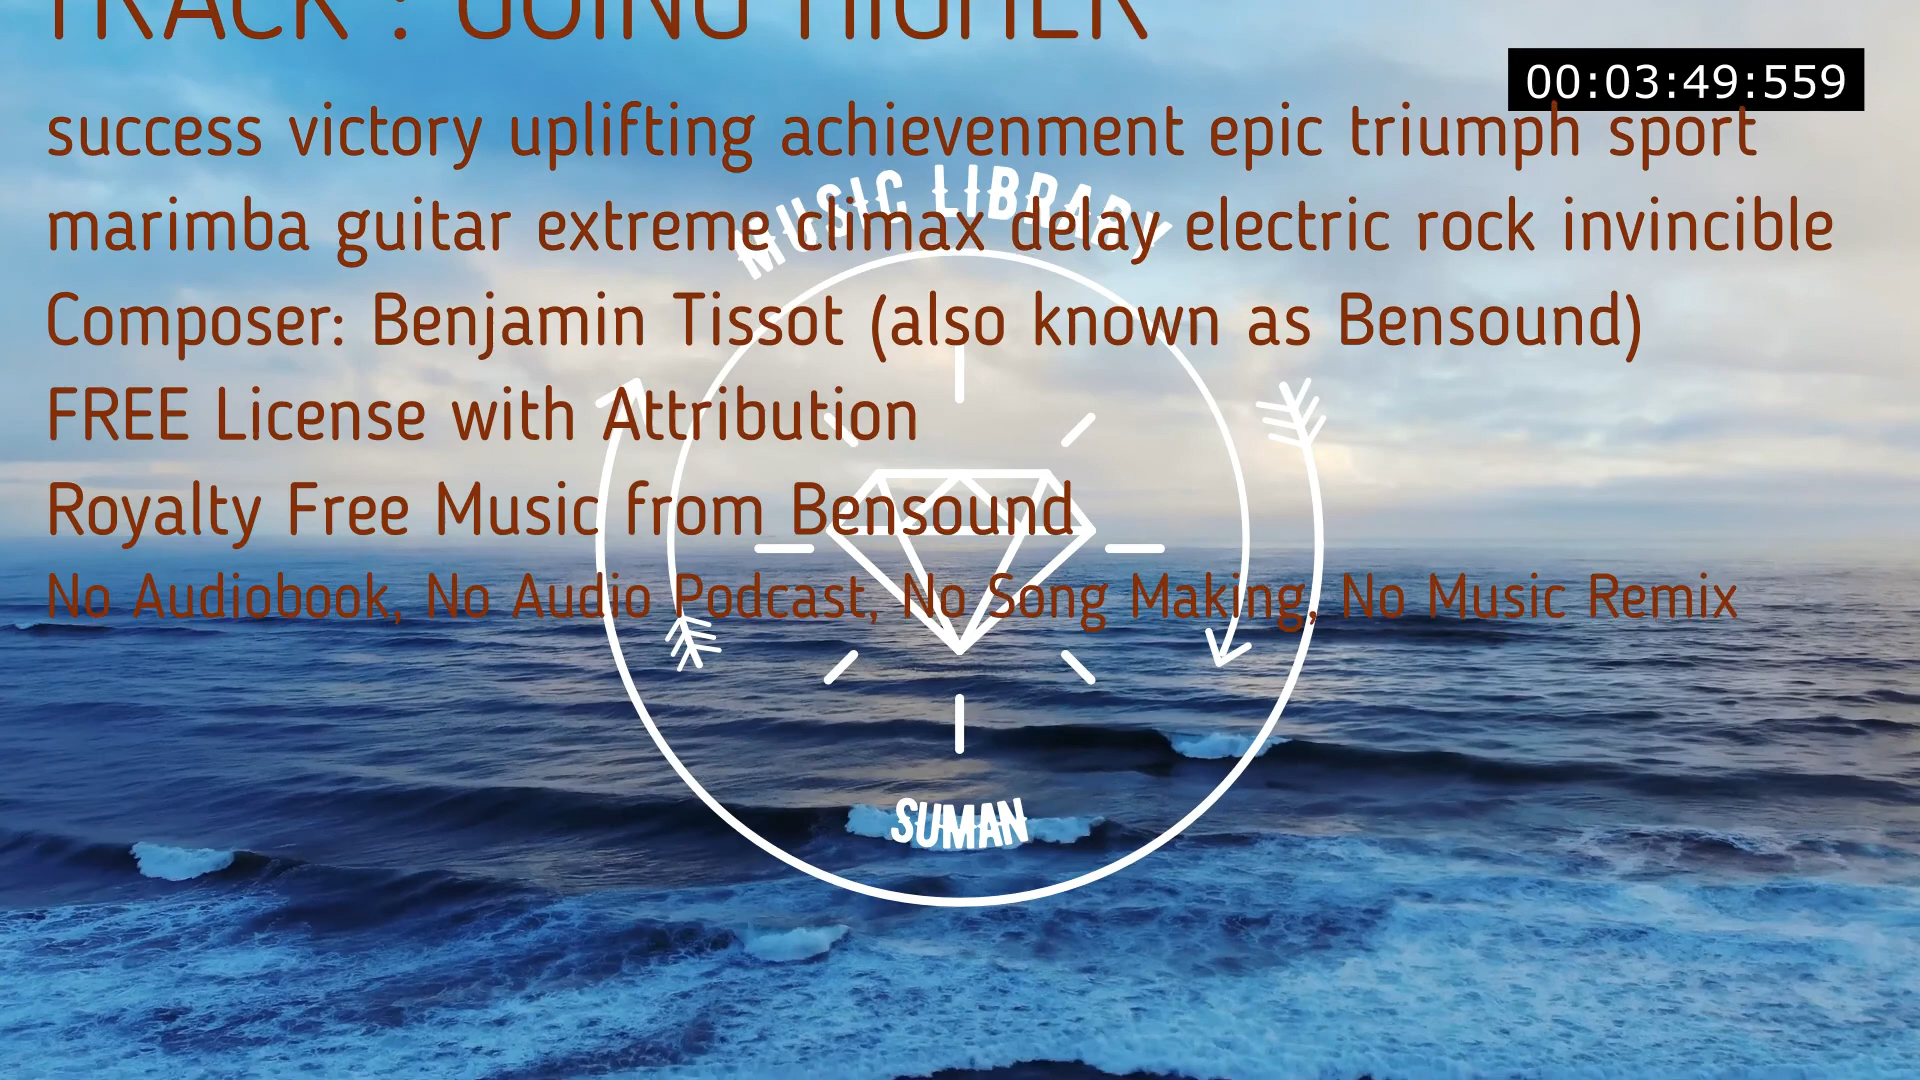 TRACK : GOING HIGHER
00:03:49:559
success victory uplifting achievenment epic triumph sport
MUSIC LIBRARY
marimba guitar extreme climax delay electric rock invincible
Composer: Benjamin Tissot (also known as Bensound)
FREE License with Attribution
Royalty Free Music from Bensound
No Audiobook, No Audio Podcast, No Song Making, No Music Remix
SUMAN